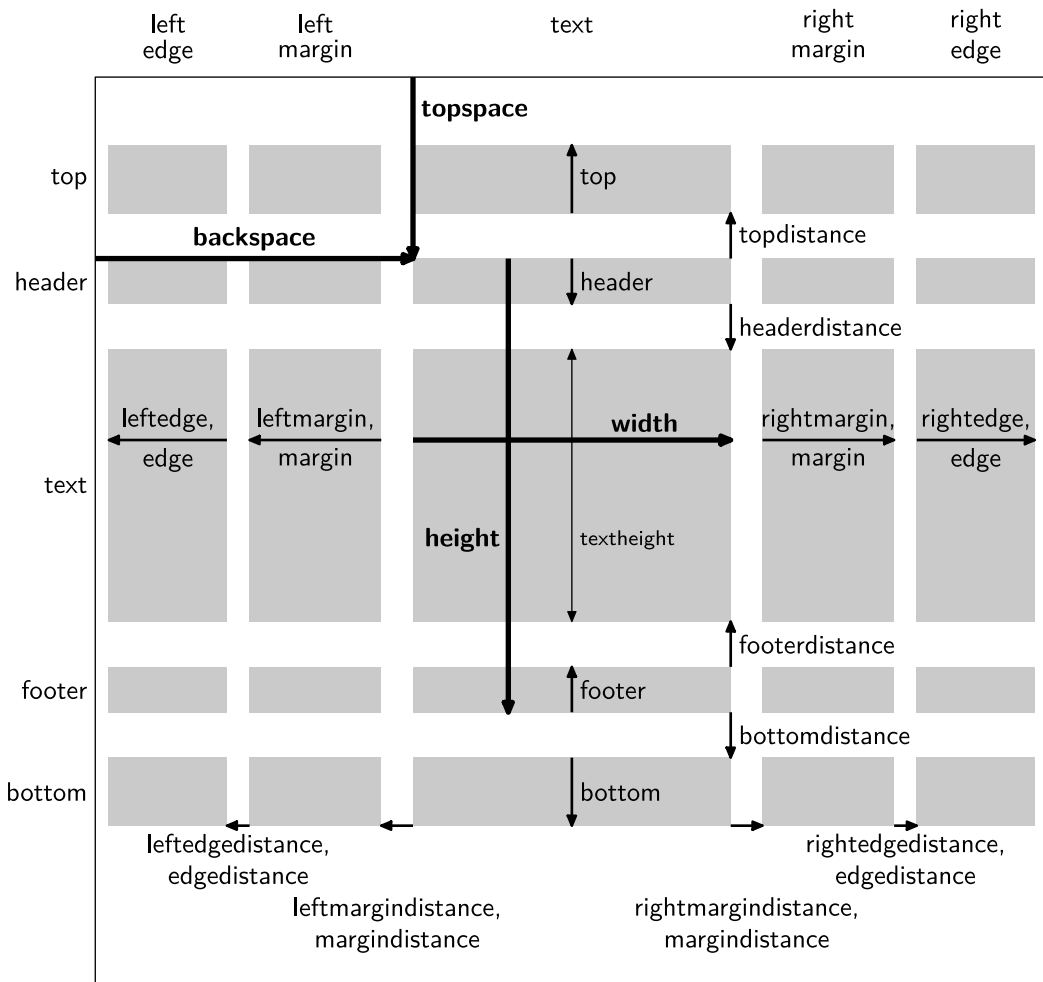 left
edge
left
margin
text
right
margin
right
edge
topspace
top
top
backspace
topdistance
header
header
headerdistance
leftedge,
edge
leftmargin,
margin
width
rightmargin,
margin
rightedge,
edge
text
height
textheight
footerdistance
footer
footer
bottomdistance
bottom
bottom
leftedgedistance,
edgedistance
rightedgedistance,
edgedistance
leftmargindistance,
margindistance
rightmargindistance,
margindistance